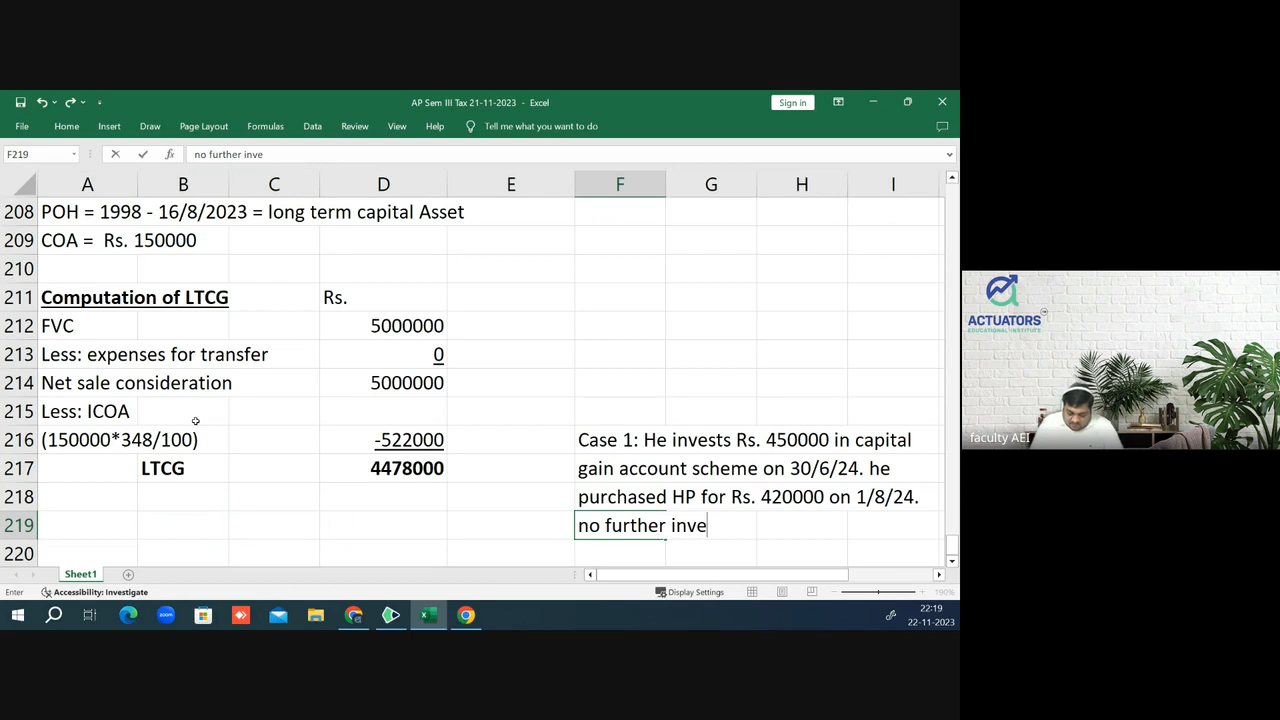 AP Sem III Tax 21-11-2023 - Excel
Sign in
File Home Insert Draw Page Layout Formulas Data Review View Help Tell me what you want to do
F219 fx no further inve
A B C D E F G H I
208 POH = 1998 - 16/8/2023 = long term capital Asset
209 COA = Rs. 150000
210
211 Computation of LTCG Rs.
212 FVC 5000000
213 Less: expenses for transfer 0
214 Net sale consideration 5000000
215 Less: ICOA
216 (150000*348/100) -522000 Case 1: He invests Rs. 450000 in capital
217 LTCG 4478000 gain account scheme on 30/6/24. he
218 purchased HP for Rs. 420000 on 1/8/24.
219 no further inve
220
Sheet1
Enter Accessibility: Investigate Display Settings 190%
zoom
22:19
22-11-2023
ACTUATORS
EDUCATIONAL INSTITUTE
faculty AEI